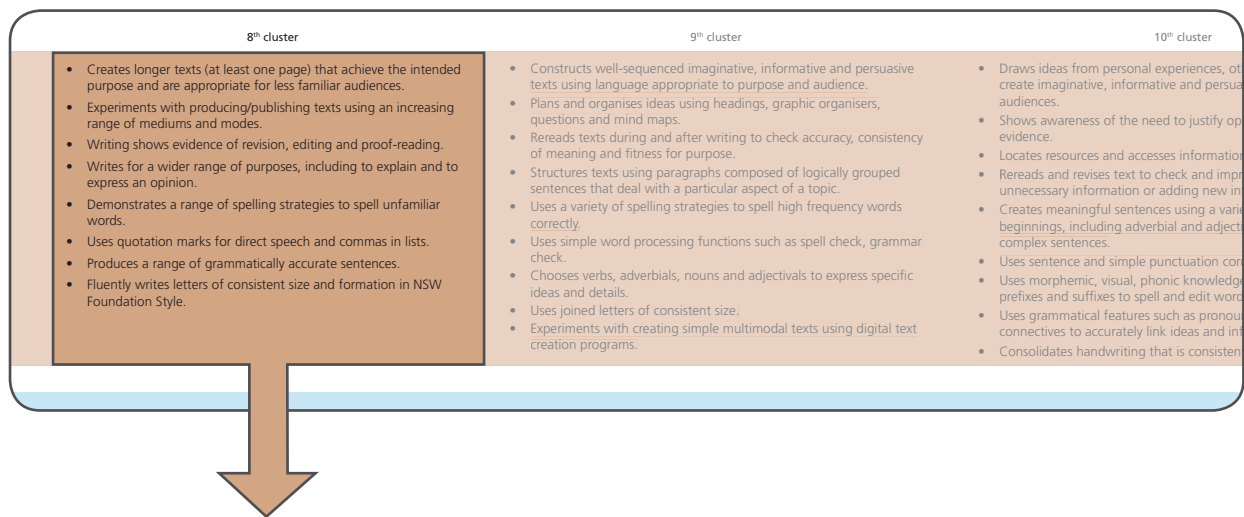 8th cluster
• Creates longer texts (at least one page) that achieve the intended
purpose and are appropriate for less familiar audiences.
• Experiments with producing/publishing texts using an increasing
range of mediums and modes.
• Writing shows evidence of revision, editing and proof-reading.
• Writes for a wider range of purposes, including to explain and to
express an opinion.
• Demonstrates a range of spelling strategies to spell unfamiliar
words.
• Uses quotation marks for direct speech and commas in lists.
• Produces a range of grammatically accurate sentences.
• Fluently writes letters of consistent size and formation in NSW
Foundation Style.
9th cluster
• Constructs well-sequenced imaginative, informative and persuasive
texts using language appropriate to purpose and audience.
• Plans and organises ideas using headings, graphic organisers,
questions and mind maps.
• Rereads texts during and after writing to check accuracy, consistency
of meaning and fitness for purpose.
• Structures texts using paragraphs composed of logically grouped
sentences that deal with a particular aspect of a topic.
• Uses a variety of spelling strategies to spell high frequency words
correctly.
• Uses simple word processing functions such as spell check, grammar
check.
• Chooses verbs, adverbials, nouns and adjectivals to express specific
ideas and details.
• Uses joined letters of consistent size.
• Experiments with creating simple multimodal texts using digital text
creation programs.
10th cluster
• Draws ideas from personal experiences,
create imaginative, informative and
audiences.
• Shows awareness of the need to justify
evidence.
• Locates resources and accesses information
• Rereads and revises text to check and
unnecessary information or adding new
• Creates meaningful sentences using a
beginnings, including adverbial and
complex sentences.
• Uses sentence and simple punctuation
• Uses morphemic, visual, phonic knowledge
prefixes and suffixes to spell and edit
• Uses grammatical features such as
connectives to accurately link ideas and
• Consolidates handwriting that is